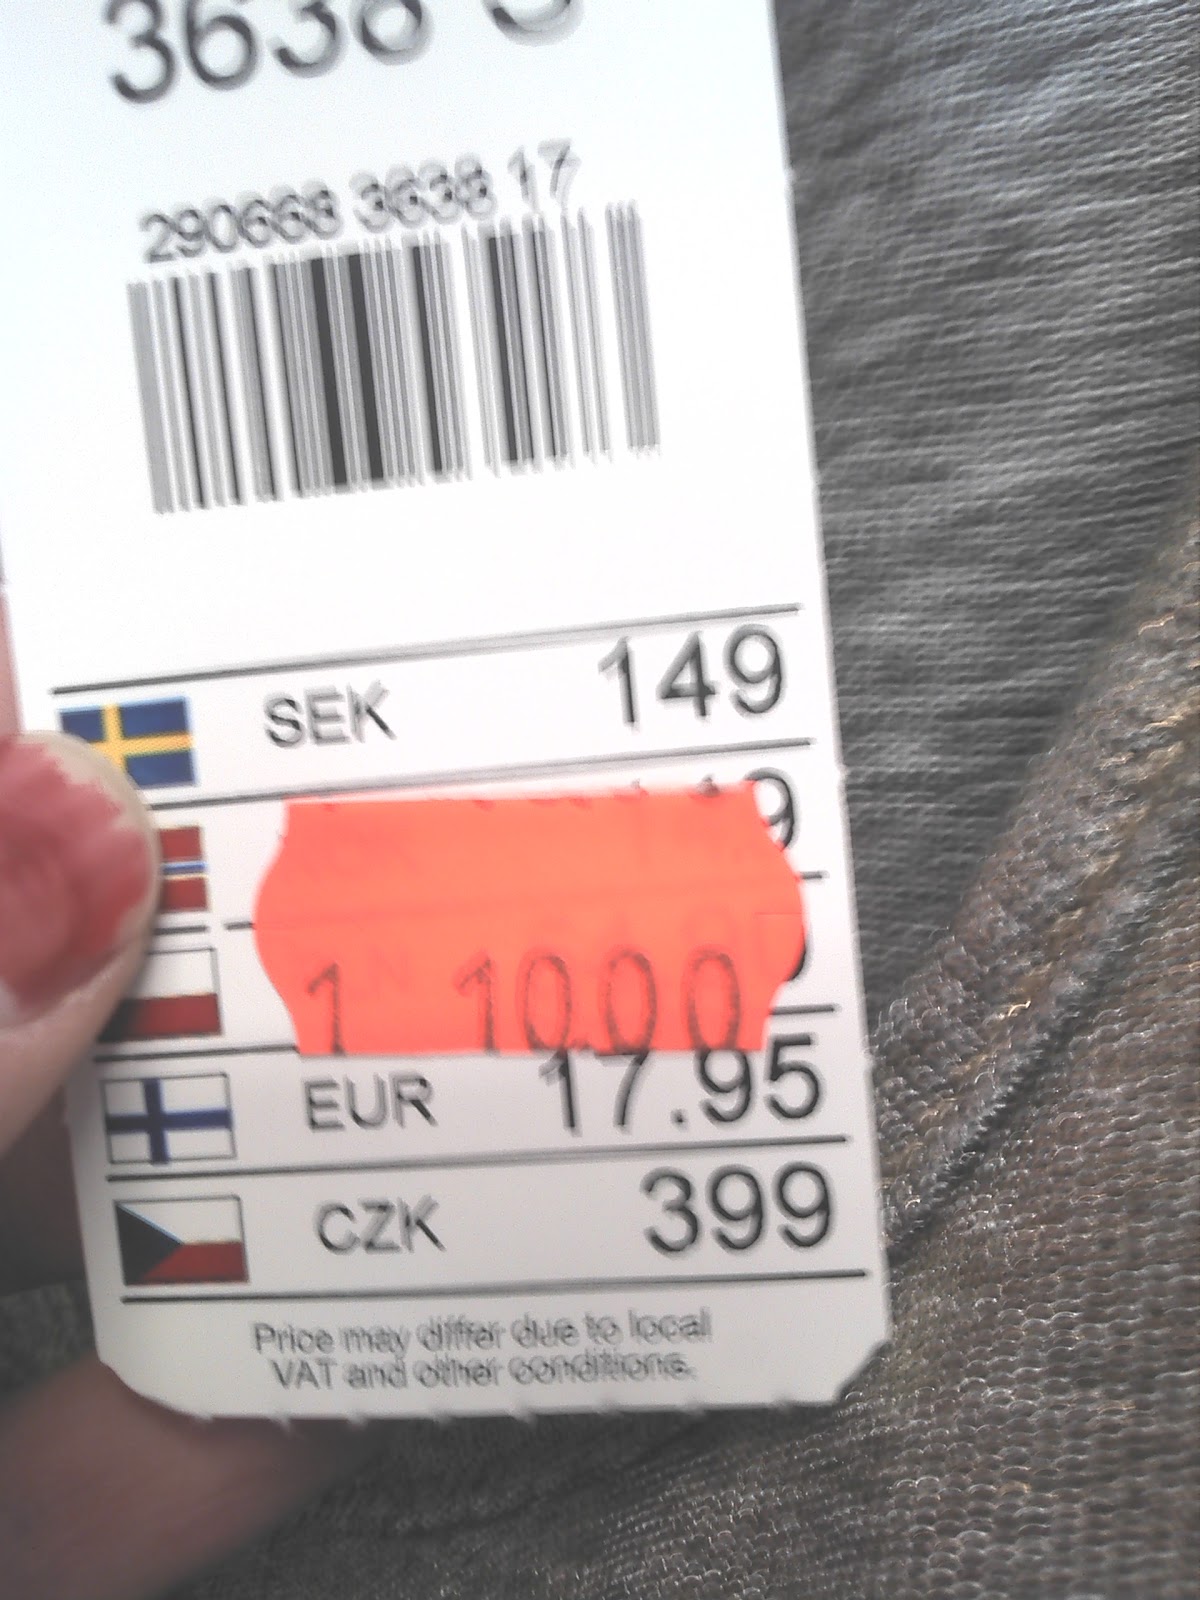 3638 S
290668 3638 17
SEK 149
9
1 10.00
EUR 17.95
CZK 399
Price may differ due to local
VAT and other conditions.